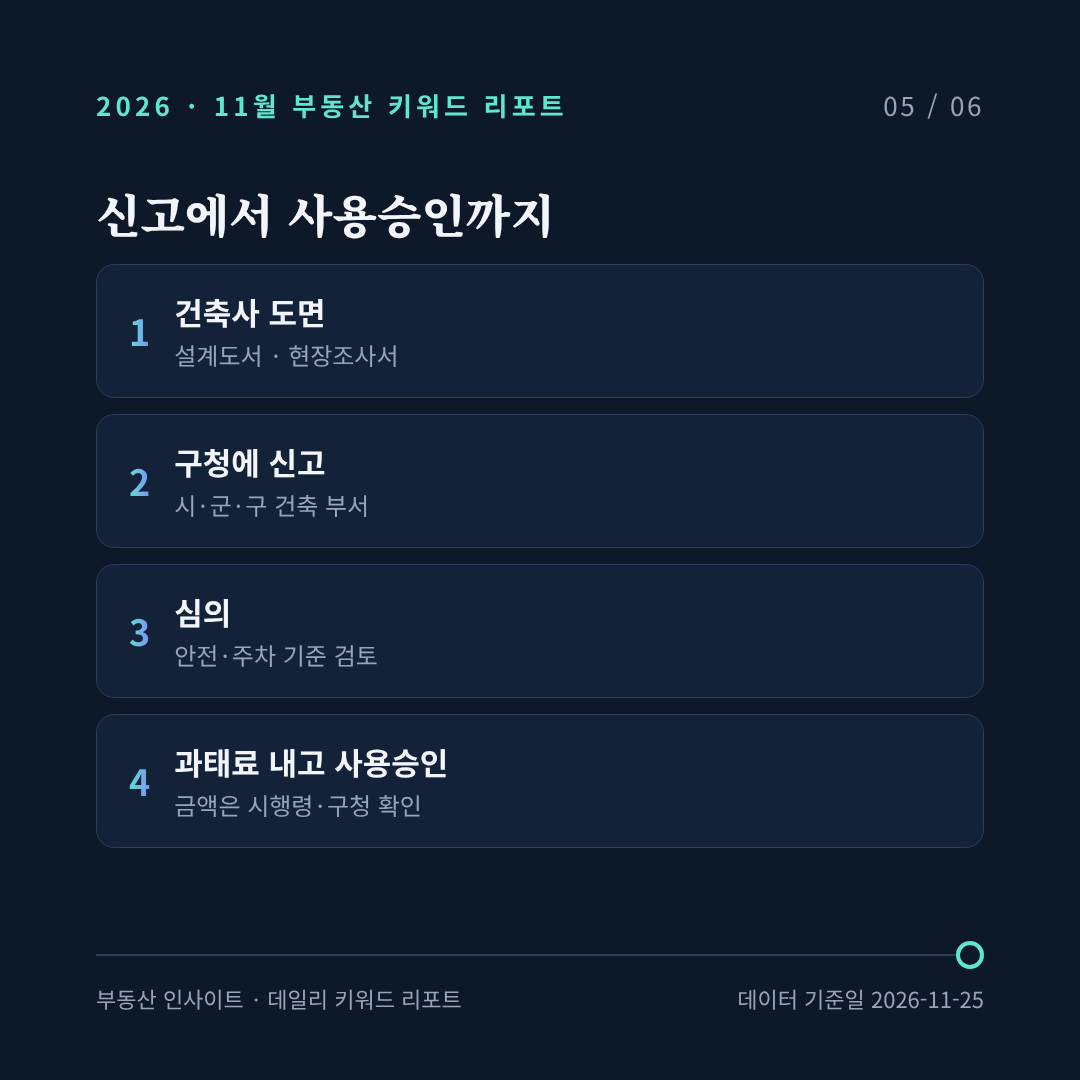 2026 · 11월 부동산 키워드 리포트
05 / 06
신고에서 사용승인까지
1
건축사 도면
설계도서 · 현장조사서
2
구청에 신고
시·군·구 건축 부서
3
심의
안전·주차 기준 검토
4
과태료 내고 사용승인
금액은 시행령·구청 확인
부동산 인사이트 · 데일리 키워드 리포트
데이터 기준일 2026-11-25